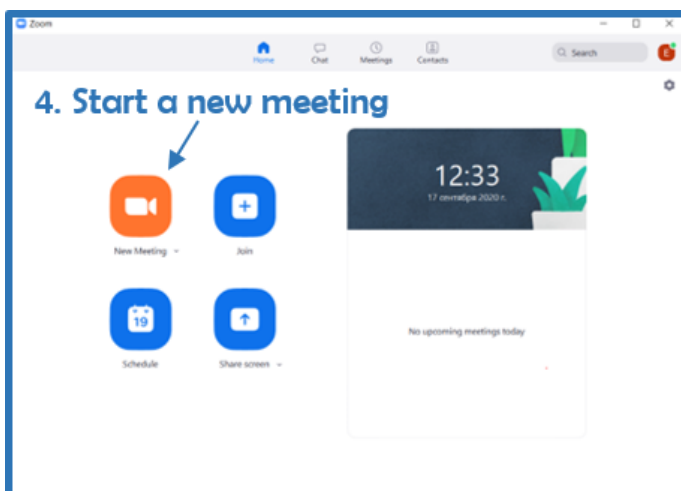 Zoom
Home
Chat
Meetings
Contacts
Search
E
4. Start a new meeting
12:33
17 сентября 2020 г.
New Meeting
Join
19
Schedule
Share screen
No upcoming meetings today